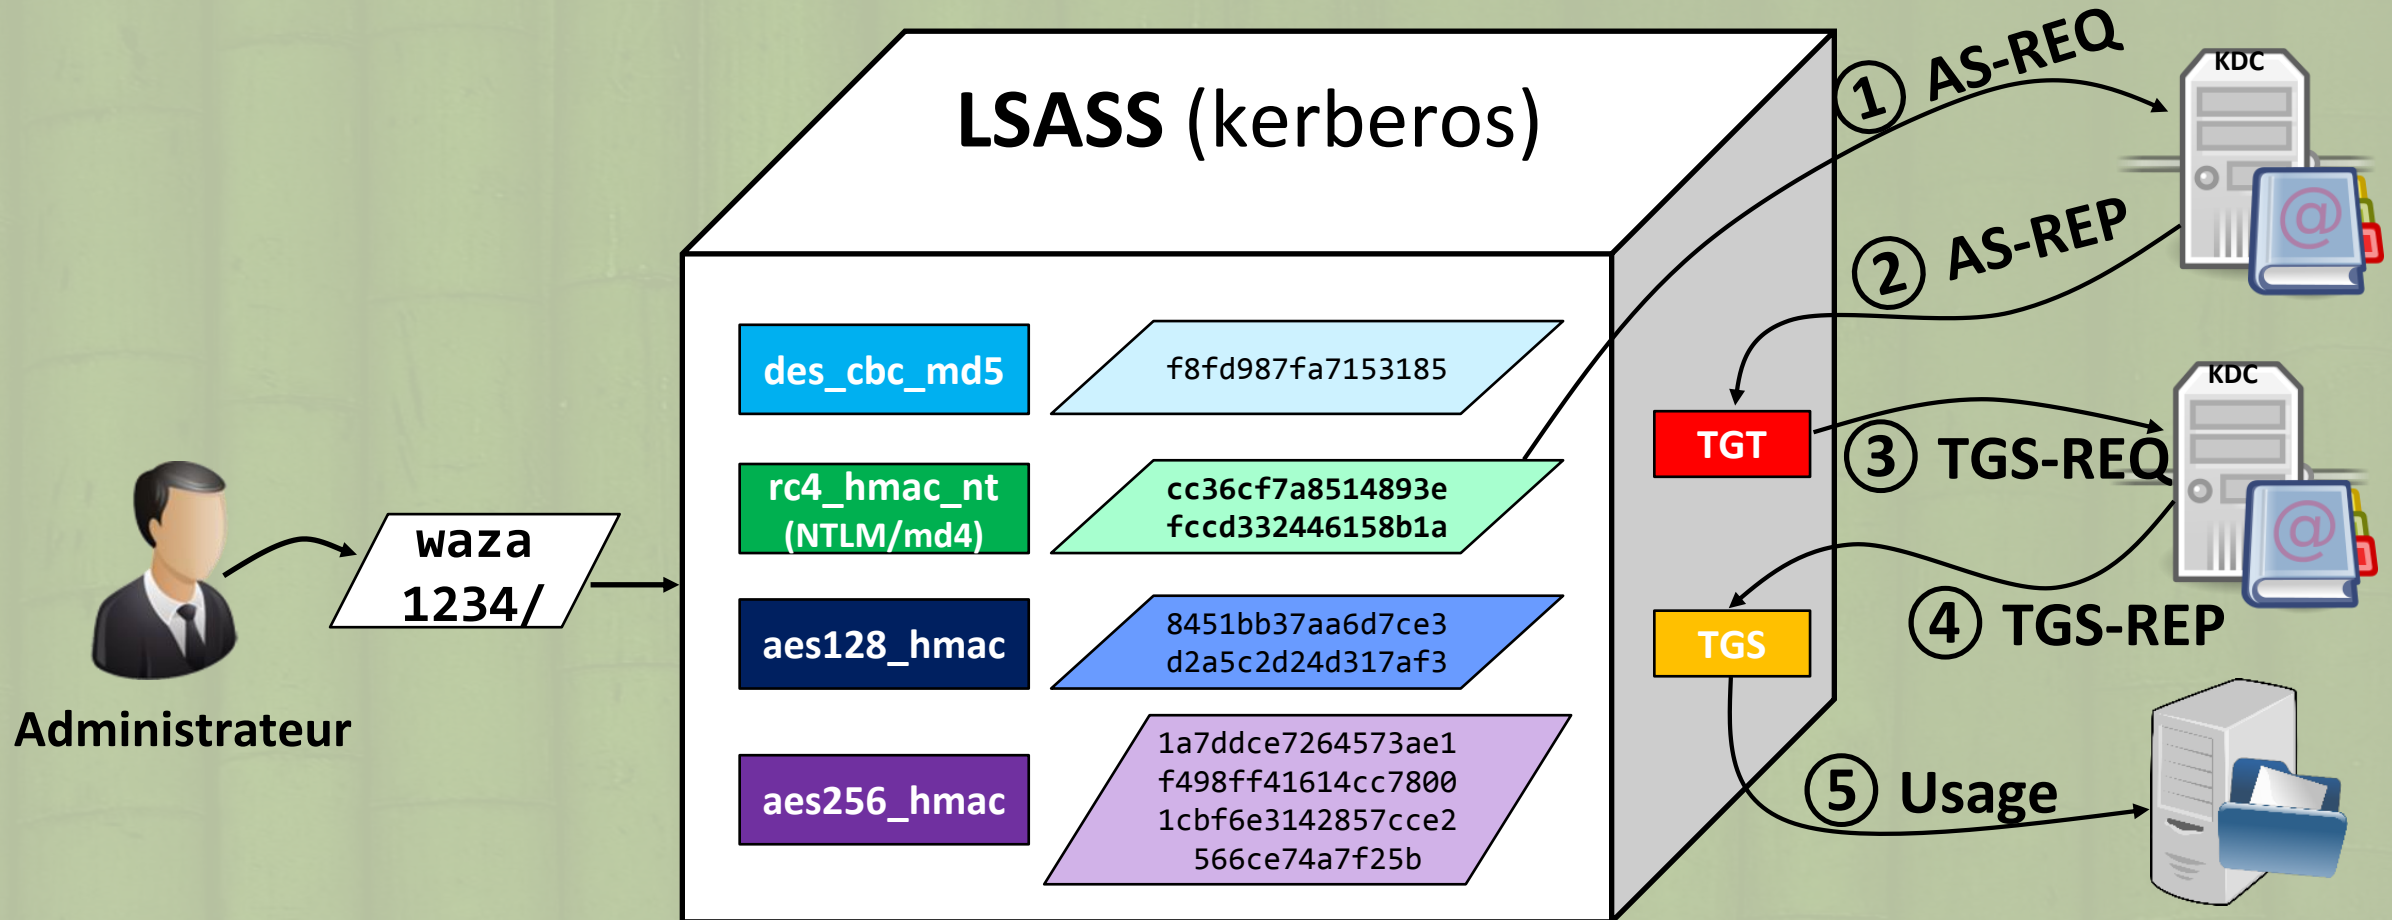 LSASS (kerberos)
① AS-REQ
KDC
② AS-REP
des_cbc_md5
f8fd987fa7153185
KDC
TGT
③ TGS-REQ
rc4_hmac_nt
(NTLM/md4)
cc36cf7a8514893e
fccd332446158b1a
waza
1234/
aes128_hmac
8451bb37aa6d7ce3
d2a5c2d24d317af3
TGS
④ TGS-REP
Administrateur
aes256_hmac
1a7ddce7264573ae1
f498ff41614cc7800
1cbf6e3142857cce2
566ce74a7f25b
⑤ Usage
@
@